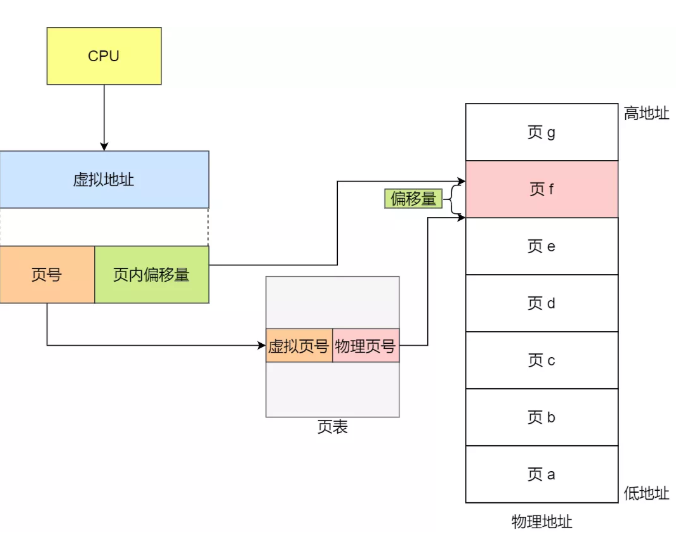 CPU
虚拟地址
页号
页内偏移量
虚拟页号
物理页号
页表
偏移量
高地址
页 g
页 f
页 e
页 d
页 c
页 b
页 a
低地址
物理地址